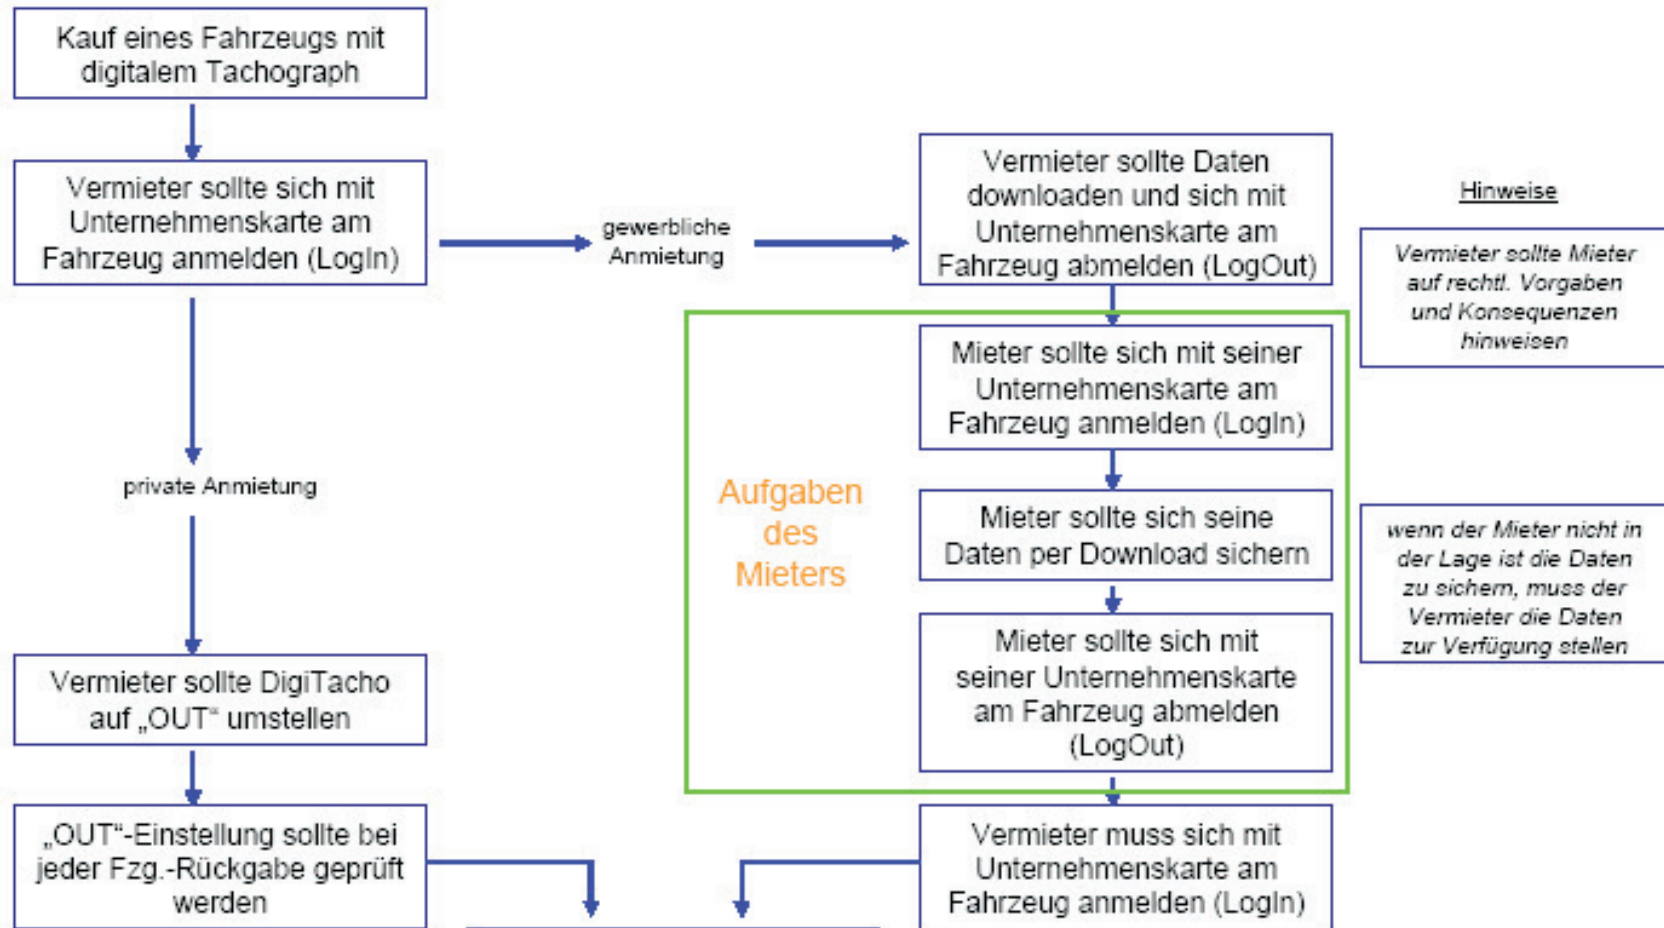 Kauf eines Fahrzeugs mit
digitalem Tachograph
Vermieter sollte sich mit
Unternehmenskarte am
Fahrzeug anmelden (LogIn)
gewerbliche
Anmietung
Vermieter sollte Daten
downloaden und sich mit
Unternehmenskarte am
Fahrzeug abmelden (LogOut)
Hinweise
Vermieter sollte Mieter
auf rechtl. Vorgaben
und Konsequenzen
hinweisen
Mieter sollte sich mit seiner
Unternehmenskarte am
Fahrzeug anmelden (LogIn)
private Anmietung
Aufgaben
des
Mieters
Mieter sollte sich seine
Daten per Download sichern
wenn der Mieter nicht in
der Lage ist die Daten
zu sichern, muss der
Vermieter die Daten
zur Verfügung stellen
Mieter sollte sich mit
seiner Unternehmenskarte
am Fahrzeug abmelden
(LogOut)
Vermieter sollte DigiTacho
auf „OUT“ umstellen
„OUT“-Einstellung sollte bei
jeder Fzg.-Rückgabe geprüft
werden
Vermieter muss sich mit
Unternehmenskarte am
Fahrzeug anmelden (LogIn)